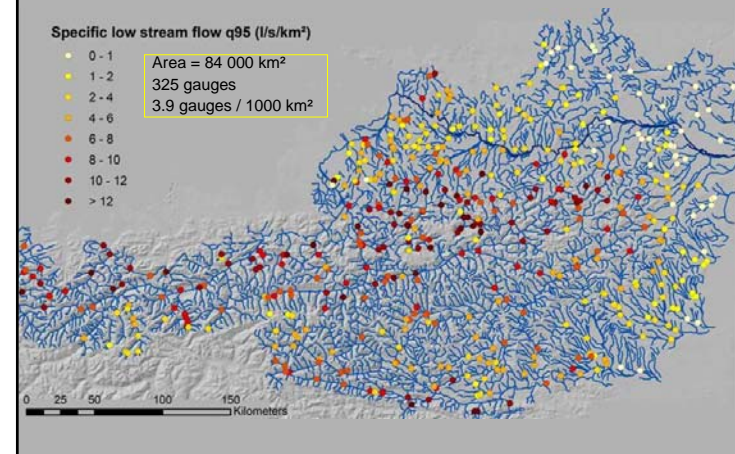 Specific low stream flow q95 (l/s/km²)
0 - 1
1 - 2
2 - 4
4 - 6
6 - 8
8 - 10
10 - 12
> 12
Area = 84 000 km²
325 gauges
3.9 gauges / 1000 km²
0 25 50 100 150
Kilometers